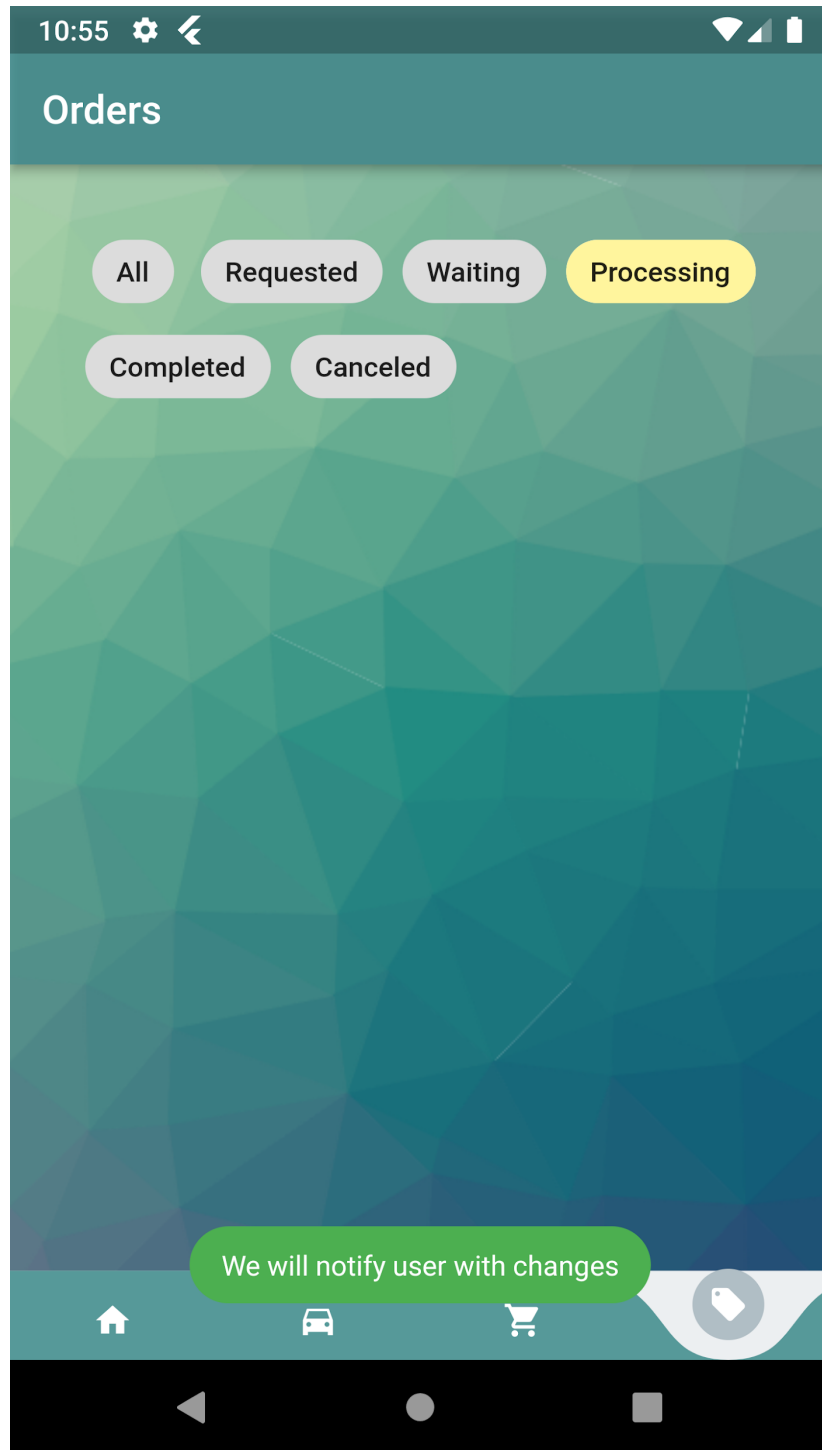 10:55
Orders
All Requested Waiting Processing
Completed Canceled
We will notify user with changes